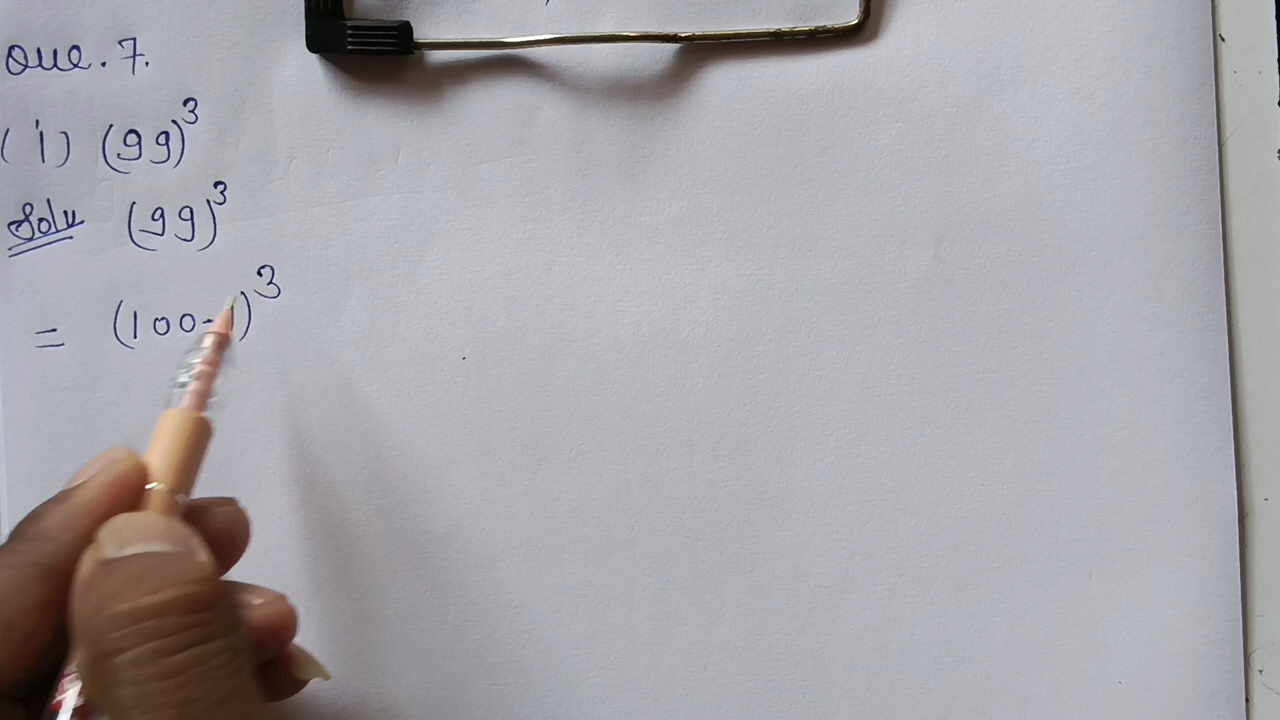 Que. 7.
(i) (99)³
Solu (99)³
= (100-1)³